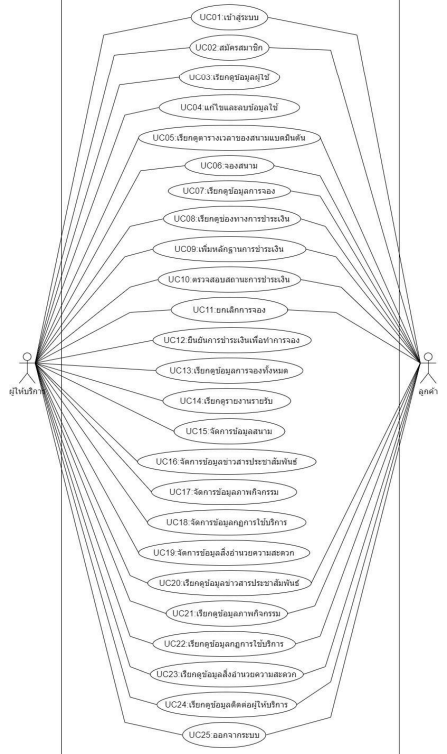 UC01:เข้าสู่ระบบ
UC02:สมัครสมาชิก
UC03:เรียกดูข้อมูลผู้ใช้
UC04:แก้ไขและลบข้อมูลใช้
UC05:เรียกดูตารางเวลาของสนามแบดมินตัน
UC06:จองสนาม
UC07:เรียกดูข้อมูลการจอง
UC08:เรียกดูช่องทางการชำระเงิน
UC09:เพิ่มหลักฐานการชำระเงิน
UC10:ตรวจสอบสถานะการชำระเงิน
UC11:ยกเลิกการจอง
UC12:ยืนยันการชำระเงินเพื่อทำการจอง
UC13:เรียกดูข้อมูลการจองทั้งหมด
ผู้ให้บริการ
ลูกค้า
UC14:เรียกดูรายงานรายรับ
UC15:จัดการข้อมูลสนาม
UC16:จัดการข้อมูลข่าวสารประชาสัมพันธ์
UC17:จัดการข้อมูลภาพกิจกรรม
UC18:จัดการข้อมูลกฏการใช้บริการ
UC19:จัดการข้อมูลสิ่งอำนวยความสะดวก
UC20:เรียกดูข้อมูลข่าวสารประชาสัมพันธ์
UC21:เรียกดูข้อมูลภาพกิจกรรม
UC22:เรียกดูข้อมูลกฏการใช้บริการ
UC23:เรียกดูข้อมูลสิ่งอำนวยความสะดวก
UC24:เรียกดูข้อมูลติดต่อผู้ให้บริการ
UC25:ออกจากระบบ